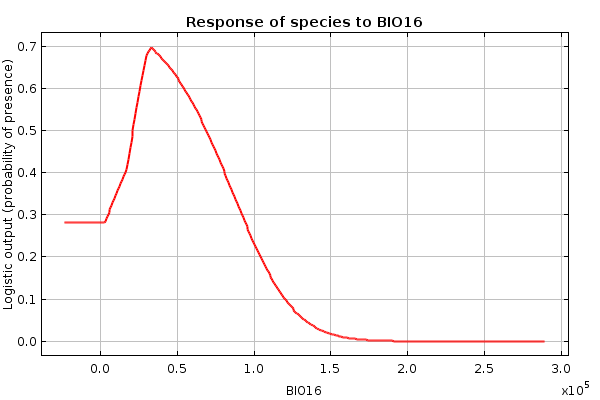 Response of species to BIO16
Logistic output (probability of presence)
0.7
0.6
0.5
0.4
0.3
0.2
0.1
0.0
0.0 0.5 1.0 1.5 2.0 2.5 3.0
BIO16
x10⁵